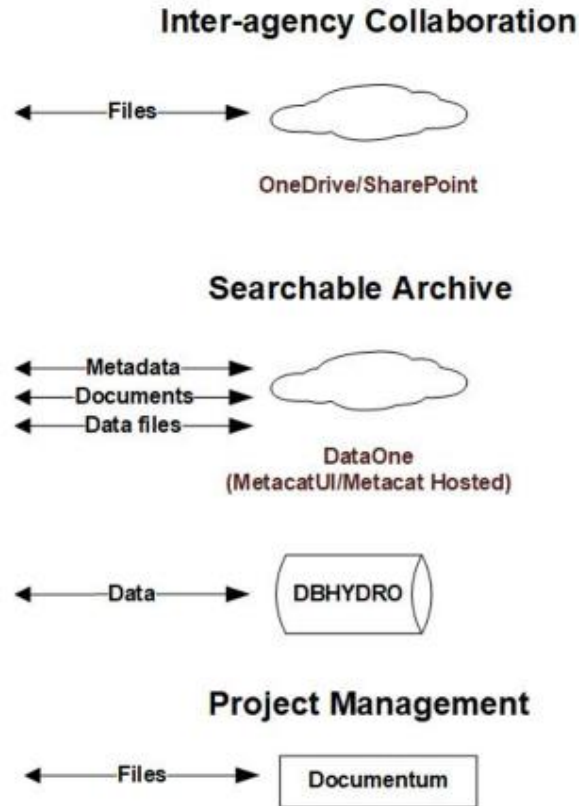 Inter-agency Collaboration
Files
OneDrive/SharePoint
Searchable Archive
Metadata
Documents
Data files
DataOne
(MetacatUI/Metacat Hosted)
Data
DBHYDRO
Project Management
Files
Documentum